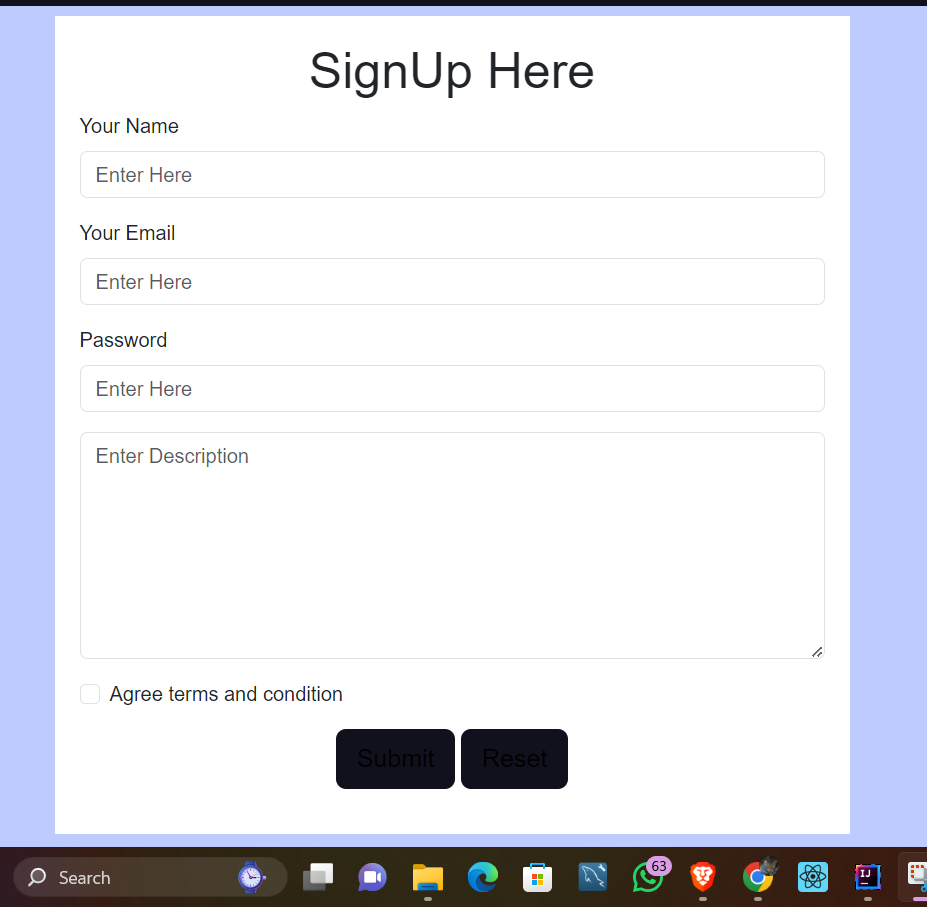 SignUp Here
Your Name
Enter Here
Your Email
Enter Here
Password
Enter Here
Enter Description
Agree terms and condition
Submit Reset
Search
63
IJ